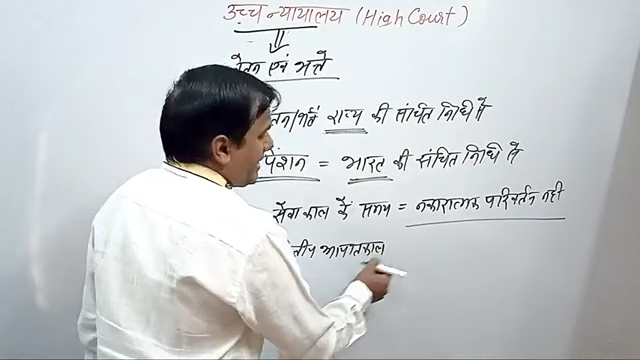 उच्च न्यायालय (High Court)
वेतन एवं भत्ते
राज्य की संचित निधि से
पेंशन = भारत की संचित निधि से
सेवा काल के समय = नकारात्मक परिवर्तन नही
आपातकाल